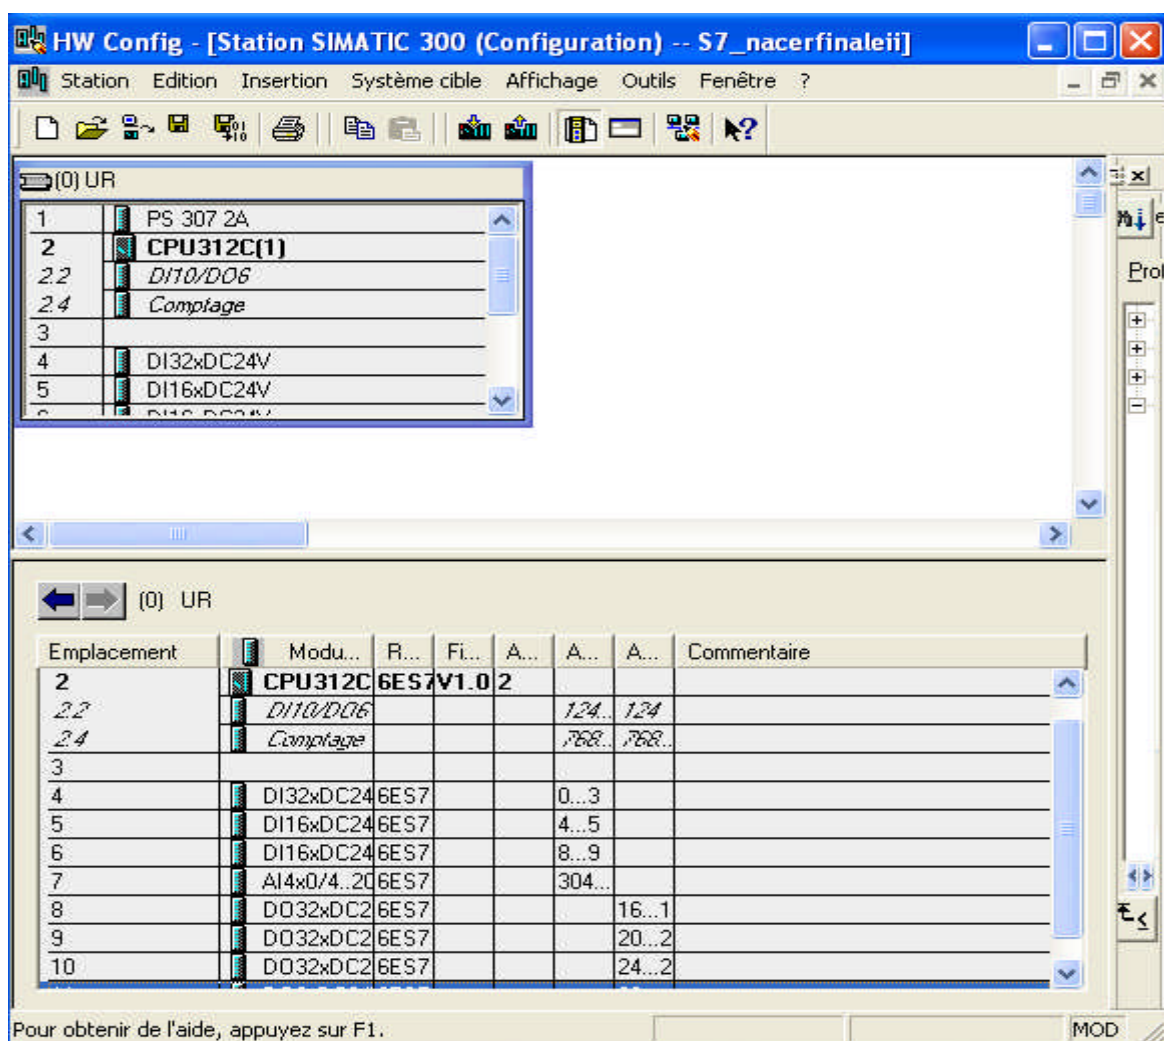 HW Config - [Station SIMATIC 300 (Configuration) -- S7_nacerfinaleii]
Station Edition Insertion Système cible Affichage Outils Fenêtre ?
(0) UR
1 PS 307 2A
2 CPU312C(1)
2.2 DI10/DO6
2.4 Comptage
3
4 DI32xDC24V
5 DI16xDC24V
Prol
(0) UR
Emplacement Modu... R... Fi... A... A... A... Commentaire
2 CPU312C 6ES7 V1.0 2
2.2 DI10/DO6 124... 124
2.4 Comptage 768... 768...
3
4 DI32xDC24 6ES7 0...3
5 DI16xDC24 6ES7 4...5
6 DI16xDC24 6ES7 8...9
7 AI4x0/4..20 6ES7 304...
8 DO32xDC2 6ES7 16...1
9 DO32xDC2 6ES7 20...2
10 DO32xDC2 6ES7 24...2
Pour obtenir de l'aide, appuyez sur F1. MOD